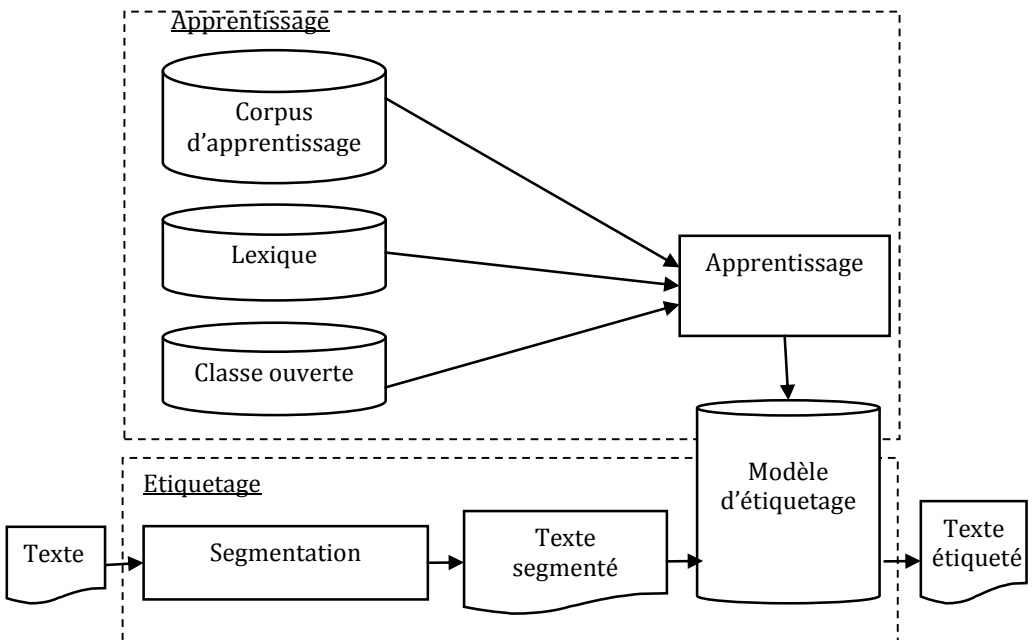 Apprentissage
Corpus
d'apprentissage
Lexique
Classe ouverte
Apprentissage
Modèle
d'étiquetage
Etiquetage
Texte
Segmentation
Texte
segmenté
Texte
étiqueté